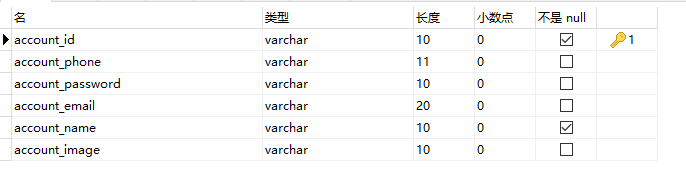 名 类型 长度 小数点 不是 null
account_id varchar 10 0 1
account_phone varchar 11 0
account_password varchar 10 0
account_email varchar 20 0
account_name varchar 10 0
account_image varchar 10 0